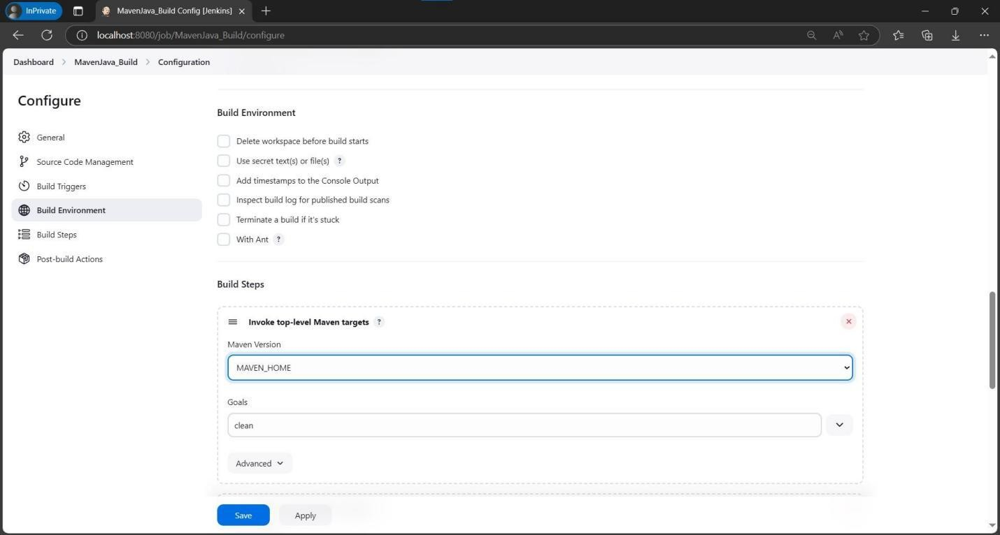 InPrivate
MavenJava_Build Config [Jenkins]
localhost:8080/job/MavenJava_Build/configure
Dashboard > MavenJava_Build > Configuration
Configure
General
Source Code Management
Build Triggers
Build Environment
Build Steps
Post-build Actions
Build Environment
Delete workspace before build starts
Use secret text(s) or file(s) ?
Add timestamps to the Console Output
Inspect build log for published build scans
Terminate a build if it's stuck
With Ant ?
Build Steps
Invoke top-level Maven targets ?
Maven Version
MAVEN_HOME
Goals
clean
Advanced
Save
Apply